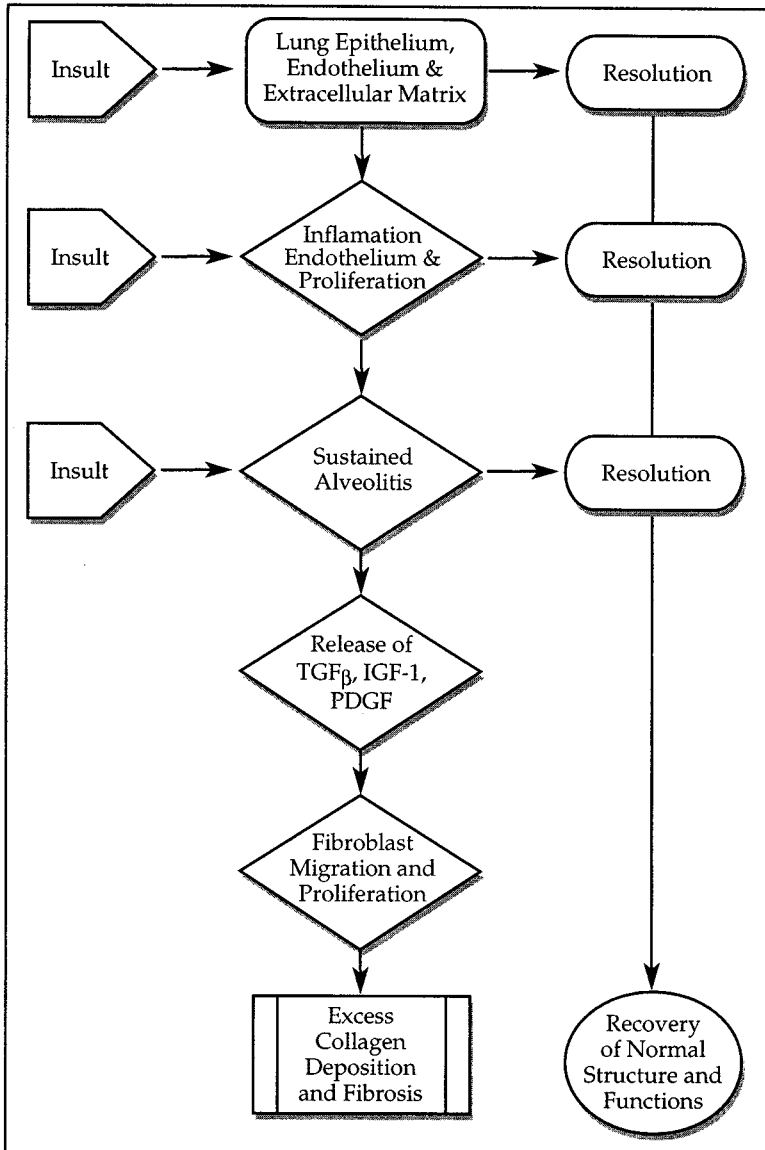 Insult
Lung Epithelium,
Endothelium &
Extracellular Matrix
Resolution
Insult
Inflamation
Endothelium &
Proliferation
Resolution
Insult
Sustained
Alveolitis
Resolution
Release of
TGFβ, IGF-1,
PDGF
Fibroblast
Migration and
Proliferation
Excess
Collagen
Deposition
and Fibrosis
Recovery
of Normal
Structure and
Functions